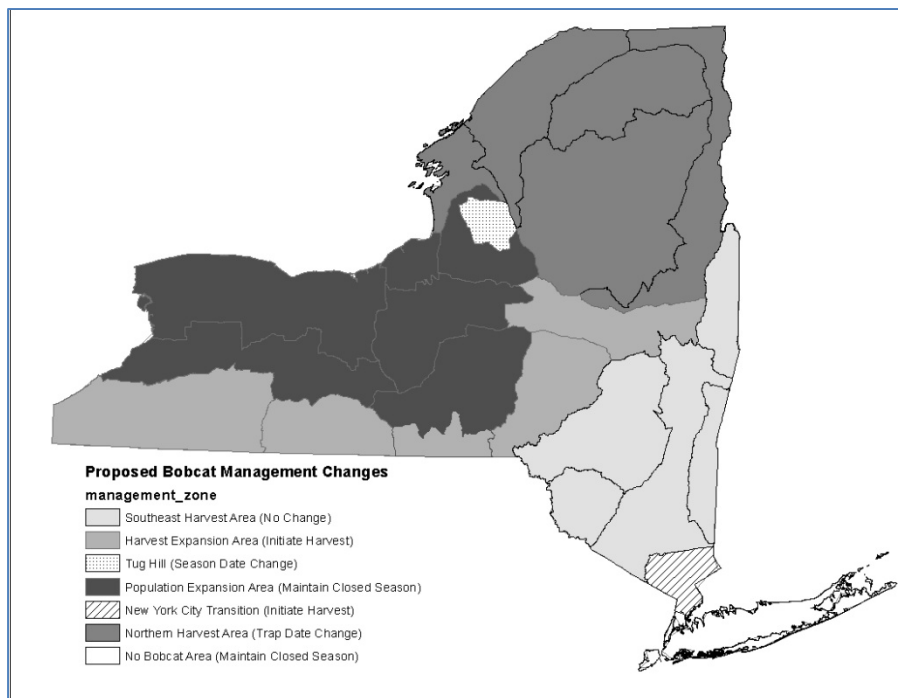 Proposed Bobcat Management Changes
management_zone
Southeast Harvest Area (No Change)
Harvest Expansion Area (Initiate Harvest)
Tug Hill (Season Date Change)
Population Expansion Area (Maintain Closed Season)
New York City Transition (Initiate Harvest)
Northern Harvest Area (Trap Date Change)
No Bobcat Area (Maintain Closed Season)